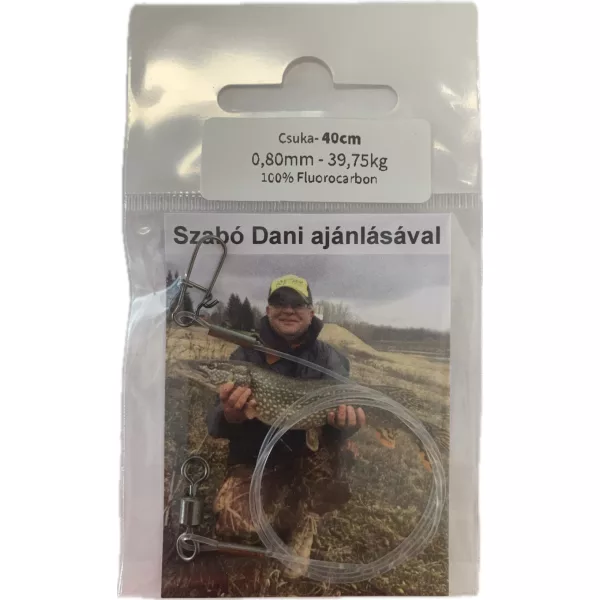 Csuka- 40cm
0,80mm - 39,75kg
100% Fluorocarbon
Szabó Dani ajánlásával